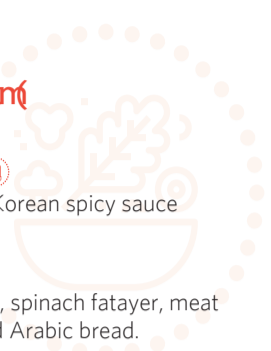 Korean spicy sauce
, spinach fatayer, meat
Arabic bread.